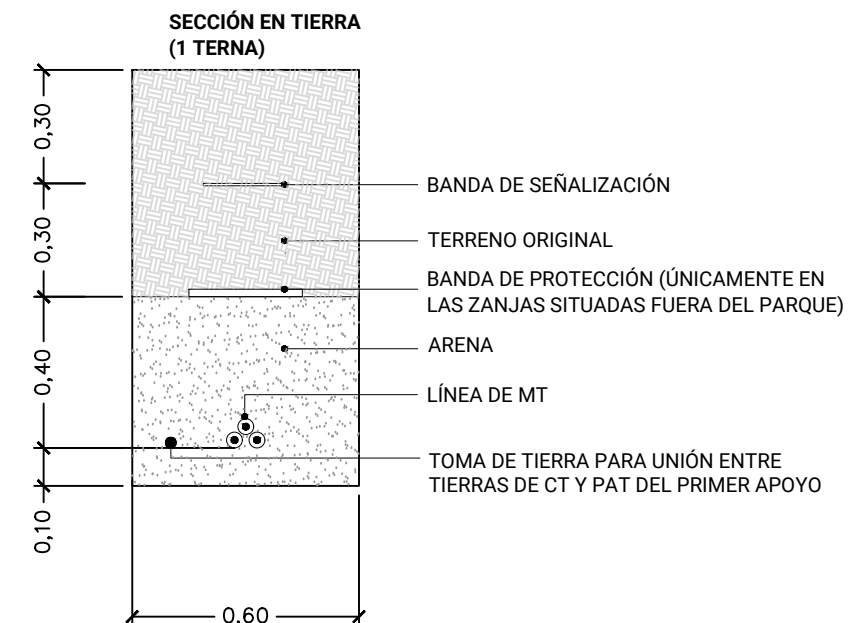 SECCIÓN EN TIERRA
(1 TERNA)
0,30
BANDA DE SEÑALIZACIÓN
0,30
TERRENO ORIGINAL
BANDA DE PROTECCIÓN (ÚNICAMENTE EN
LAS ZANJAS SITUADAS FUERA DEL PARQUE)
ARENA
0,40
LÍNEA DE MT
TOMA DE TIERRA PARA UNIÓN ENTRE
TIERRAS DE CT Y PAT DEL PRIMER APOYO
0,10
0,60